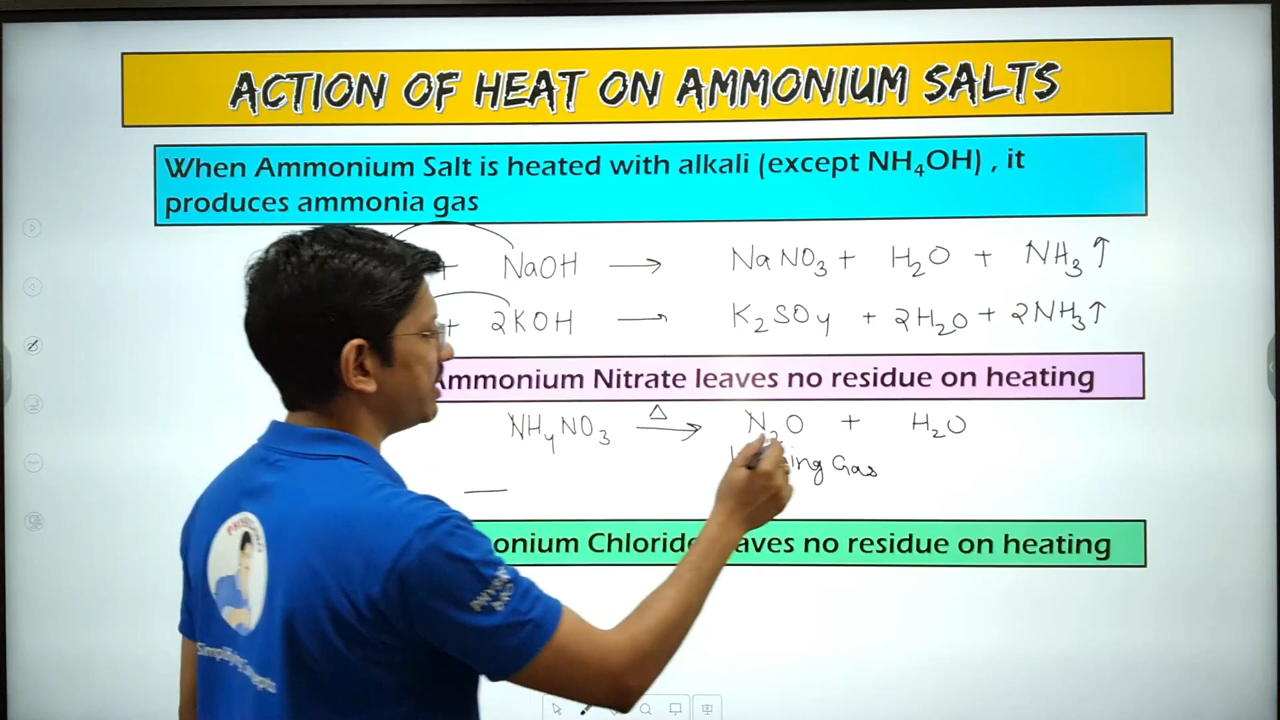 ACTION OF HEAT ON AMMONIUM SALTS
When Ammonium Salt is heated with alkali (except NH₄OH) , it
produces ammonia gas
+ NaOH → NaNO₃ + H₂O + NH₃↑
+ 2KOH → K₂SO₄ + 2H₂O + 2NH₃↑
Ammonium Nitrate leaves no residue on heating
NH₄NO₃ Δ→ N₂O + H₂O
Gas
Chloride no residue on heating